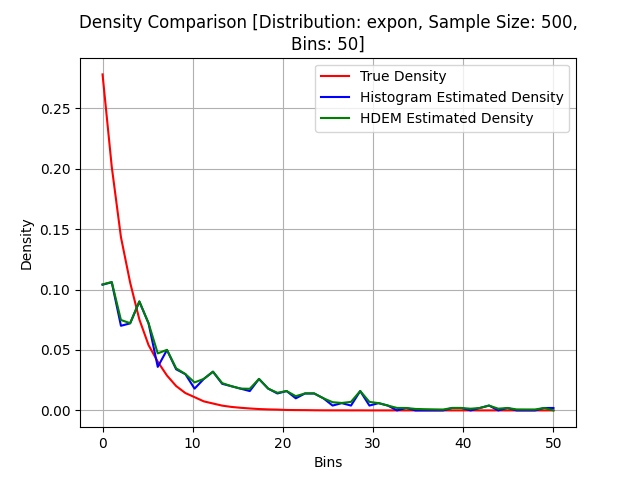 Density Comparison [Distribution: expon, Sample Size: 500,
Bins: 50]
True Density
Histogram Estimated Density
HDEM Estimated Density
Density
0.25
0.20
0.15
0.10
0.05
0.00
0 10 20 30 40 50
Bins